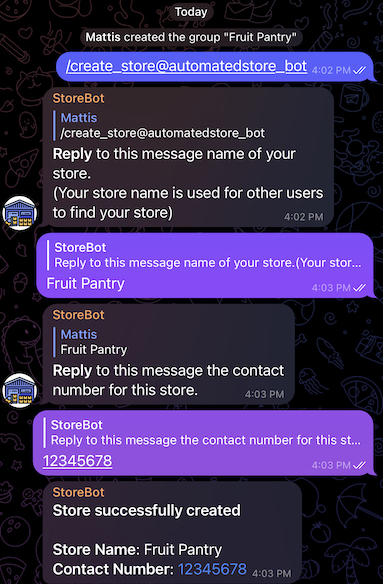 Today
Mattis created the group "Fruit Pantry"
/create_store@automatedstore_bot 4:02 PM
StoreBot
Mattis
/create_store@automatedstore_bot
Reply to this message name of your
store.
(Your store name is used for other users
to find your store)
4:02 PM
StoreBot
Reply to this message name of your store.(Your stor...
Fruit Pantry 4:03 PM
StoreBot
Mattis
Fruit Pantry
Reply to this message the contact
number for this store. 4:03 PM
StoreBot
Reply to this message the contact number for this st...
12345678 4:03 PM
StoreBot
Store successfully created
Store Name: Fruit Pantry
Contact Number: 12345678 4:03 PM